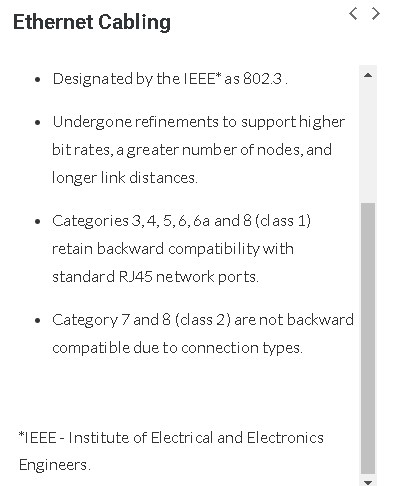 Ethernet Cabling
• Designated by the IEEE* as 802.3 .
• Undergone refinements to support higher
bit rates, a greater number of nodes, and
longer link distances.
• Categories 3, 4, 5, 6, 6a and 8 (class 1)
retain backward compatibility with
standard RJ45 network ports.
• Category 7 and 8 (class 2) are not backward
compatible due to connection types.
*IEEE - Institute of Electrical and Electronics
Engineers.